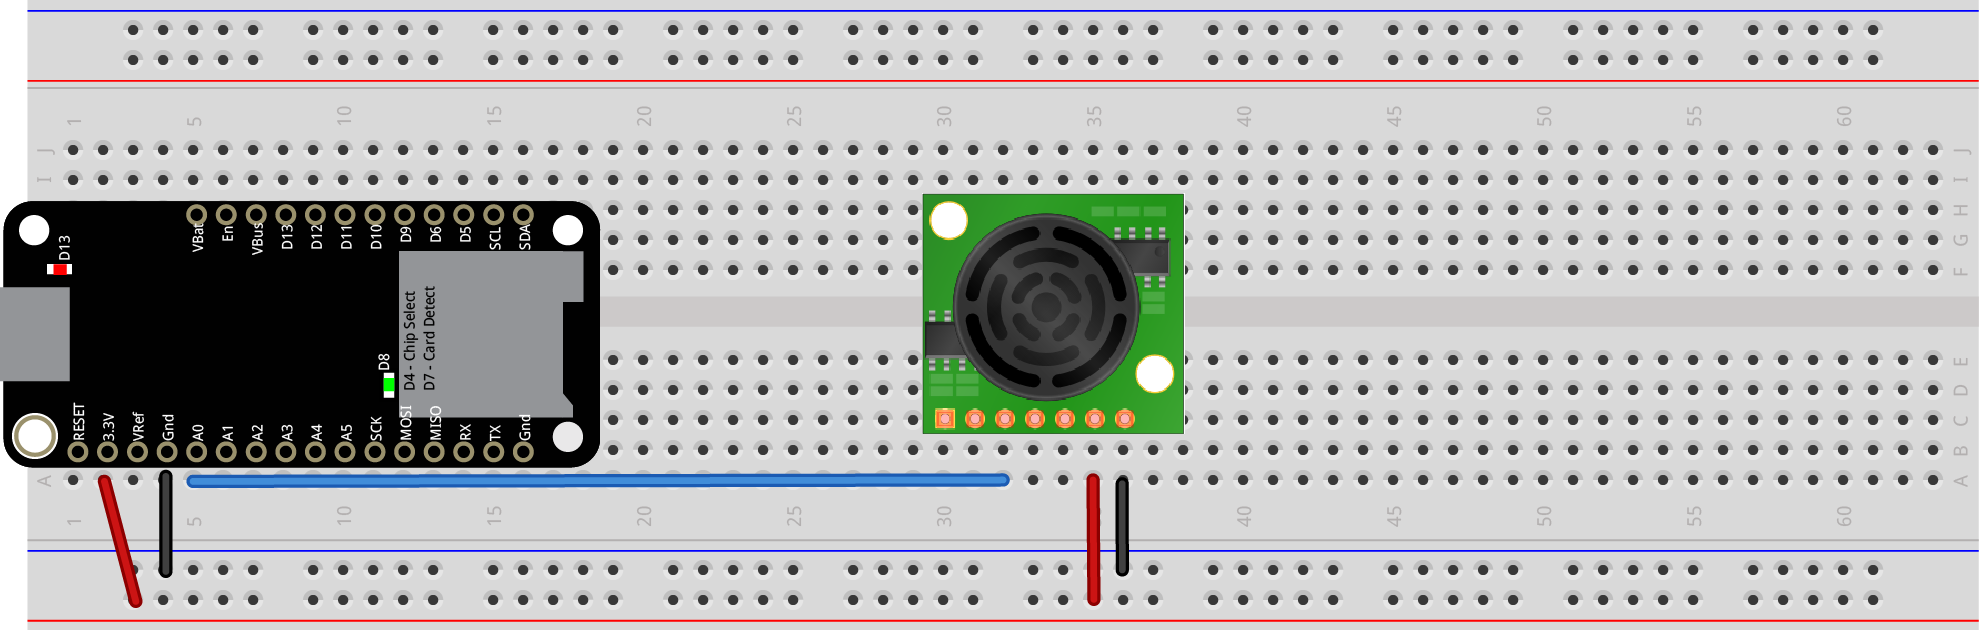 1 5 10 15 20 25 30 35 40 45 50 55 60
J J
I I
H
G
F
E
D
C
B
A A
VBat En VBus D13 D12 D11 D10 D9 D6 D5 SCL SDA
D13
D8
D4 - Chip Select
D7 - Card Detect
RESET 3.3V VRef Gnd A0 A1 A2 A3 A4 A5 SCK MOSI MISO RX TX Gnd
1 5 10 15 20 25 30 40 45 50 55 60